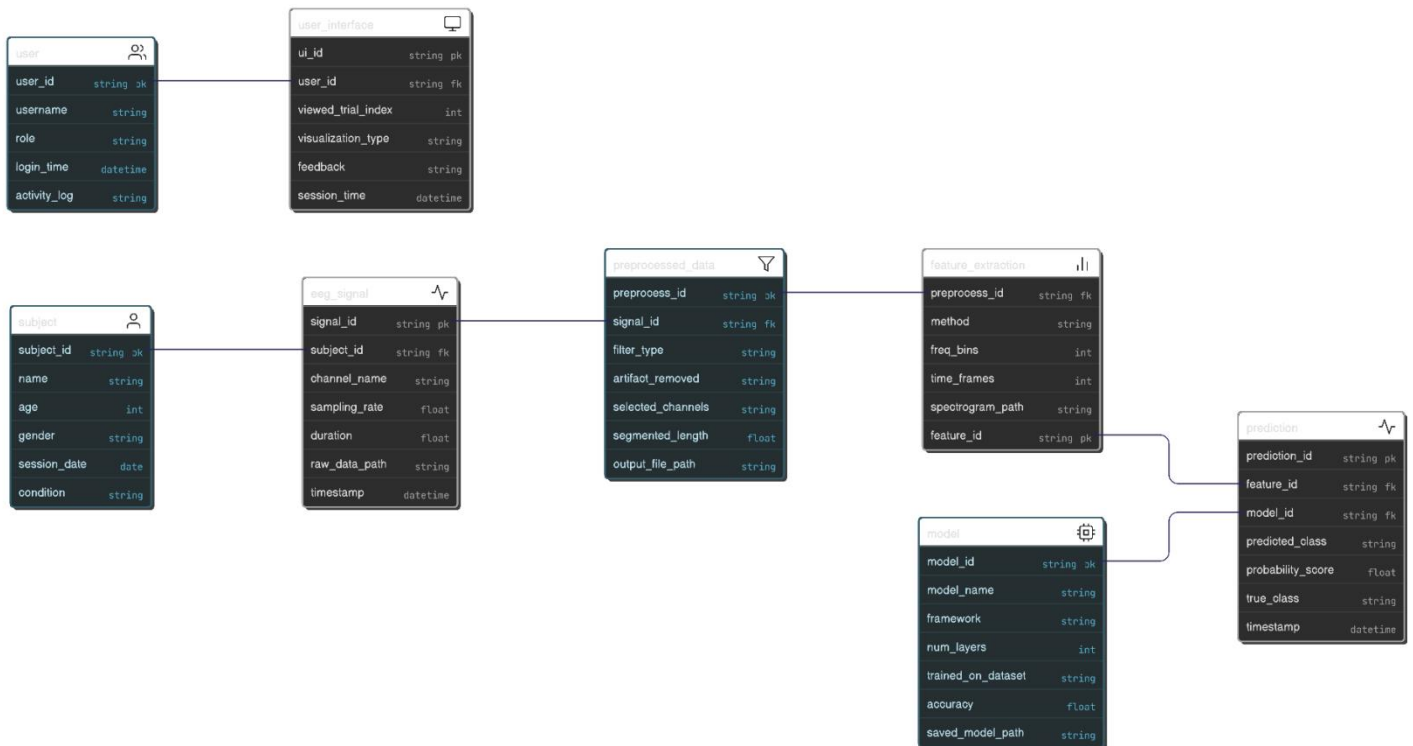 user
user_id string pk
username string
role string
login_time datetime
activity_log string
user_interface
ui_id string pk
user_id string fk
viewed_trial_index int
visualization_type string
feedback string
session_time datetime
subject
subject_id string pk
name string
age int
gender string
session_date date
condition string
eeg_signal
signal_id string pk
subject_id string fk
channel_name string
sampling_rate float
duration float
raw_data_path string
timestamp datetime
preprocessed_data
preprocess_id string pk
signal_id string fk
filter_type string
artifact_removed string
selected_channels string
segmented_length float
output_file_path string
feature_extraction
preprocess_id string fk
method string
freq_bins int
time_frames int
spectrogram_path string
feature_id string pk
model
model_id string pk
model_name string
framework string
num_layers int
trained_on_dataset string
accuracy float
saved_model_path string
prediction
prediction_id string pk
feature_id string fk
model_id string fk
predicted_class string
probability_score float
true_class string
timestamp datetime